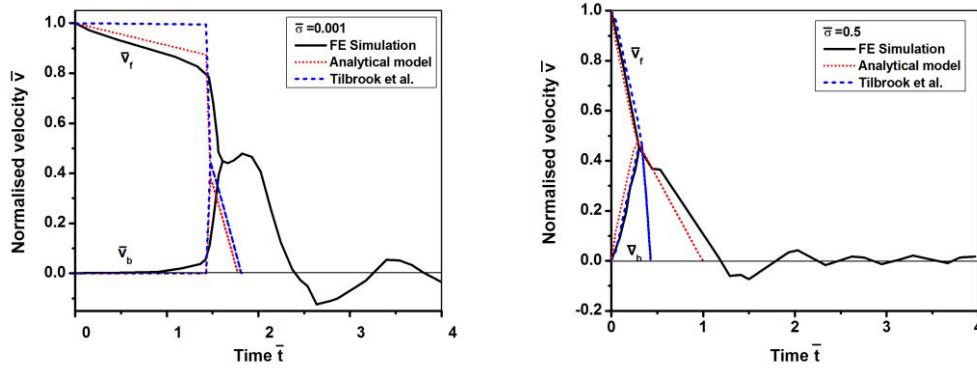 σ̄ =0.001
FE Simulation
Analytical model
Tilbrook et al.
v̄f
v̄b
Normalised velocity v̄
1.0
0.8
0.6
0.4
0.2
0.0
0 1 2 3 4
Time t̄
σ̄ =0.5
FE Simulation
Analytical model
Tilbrook et al.
v̄f
v̄b
Normalised velocity v̄
1.0
0.8
0.6
0.4
0.2
0.0
-0.2
0 1 2 3 4
Time t̄